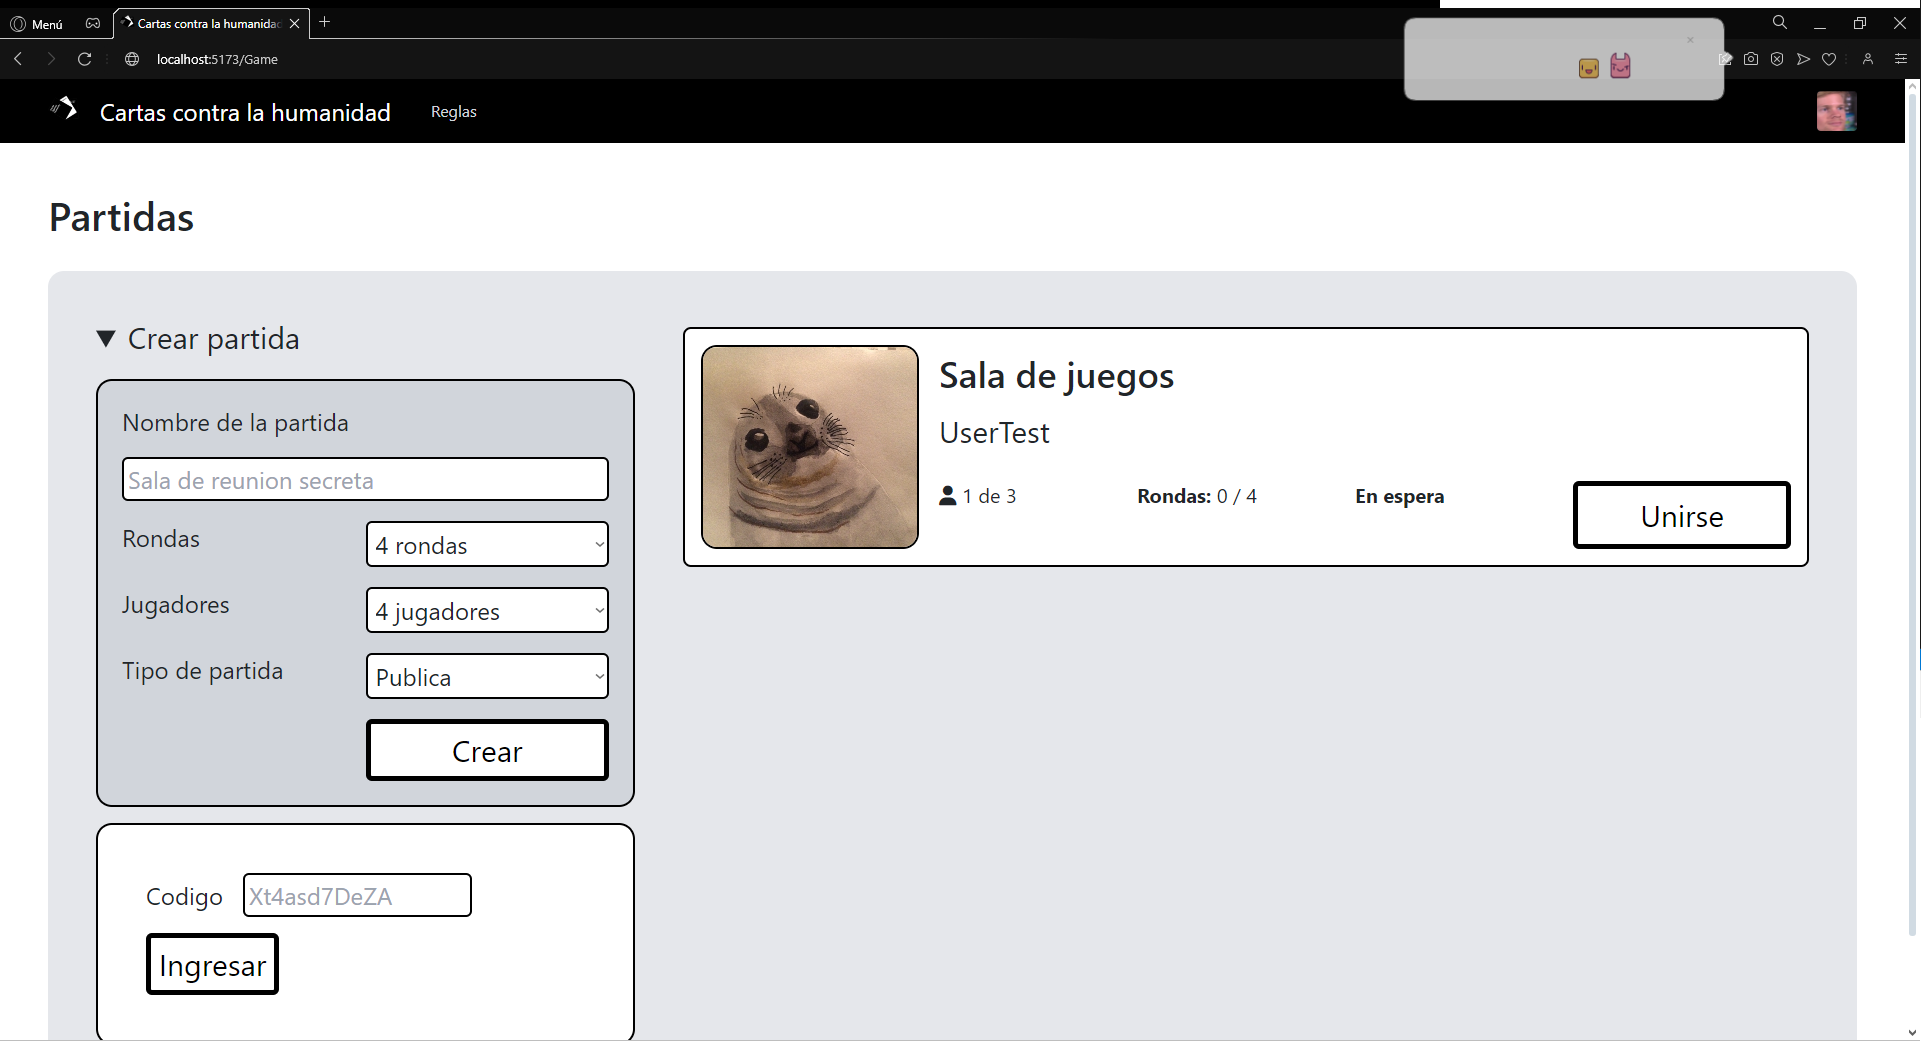 Menú
Cartas contra la humanidad
localhost:5173/Game
Cartas contra la humanidad
Reglas
Partidas
Crear partida
Nombre de la partida
Sala de reunion secreta
Rondas
4 rondas
Jugadores
4 jugadores
Tipo de partida
Publica
Crear
Codigo
Xt4asd7DeZA
Ingresar
Sala de juegos
UserTest
1 de 3
Rondas: 0 / 4
En espera
Unirse